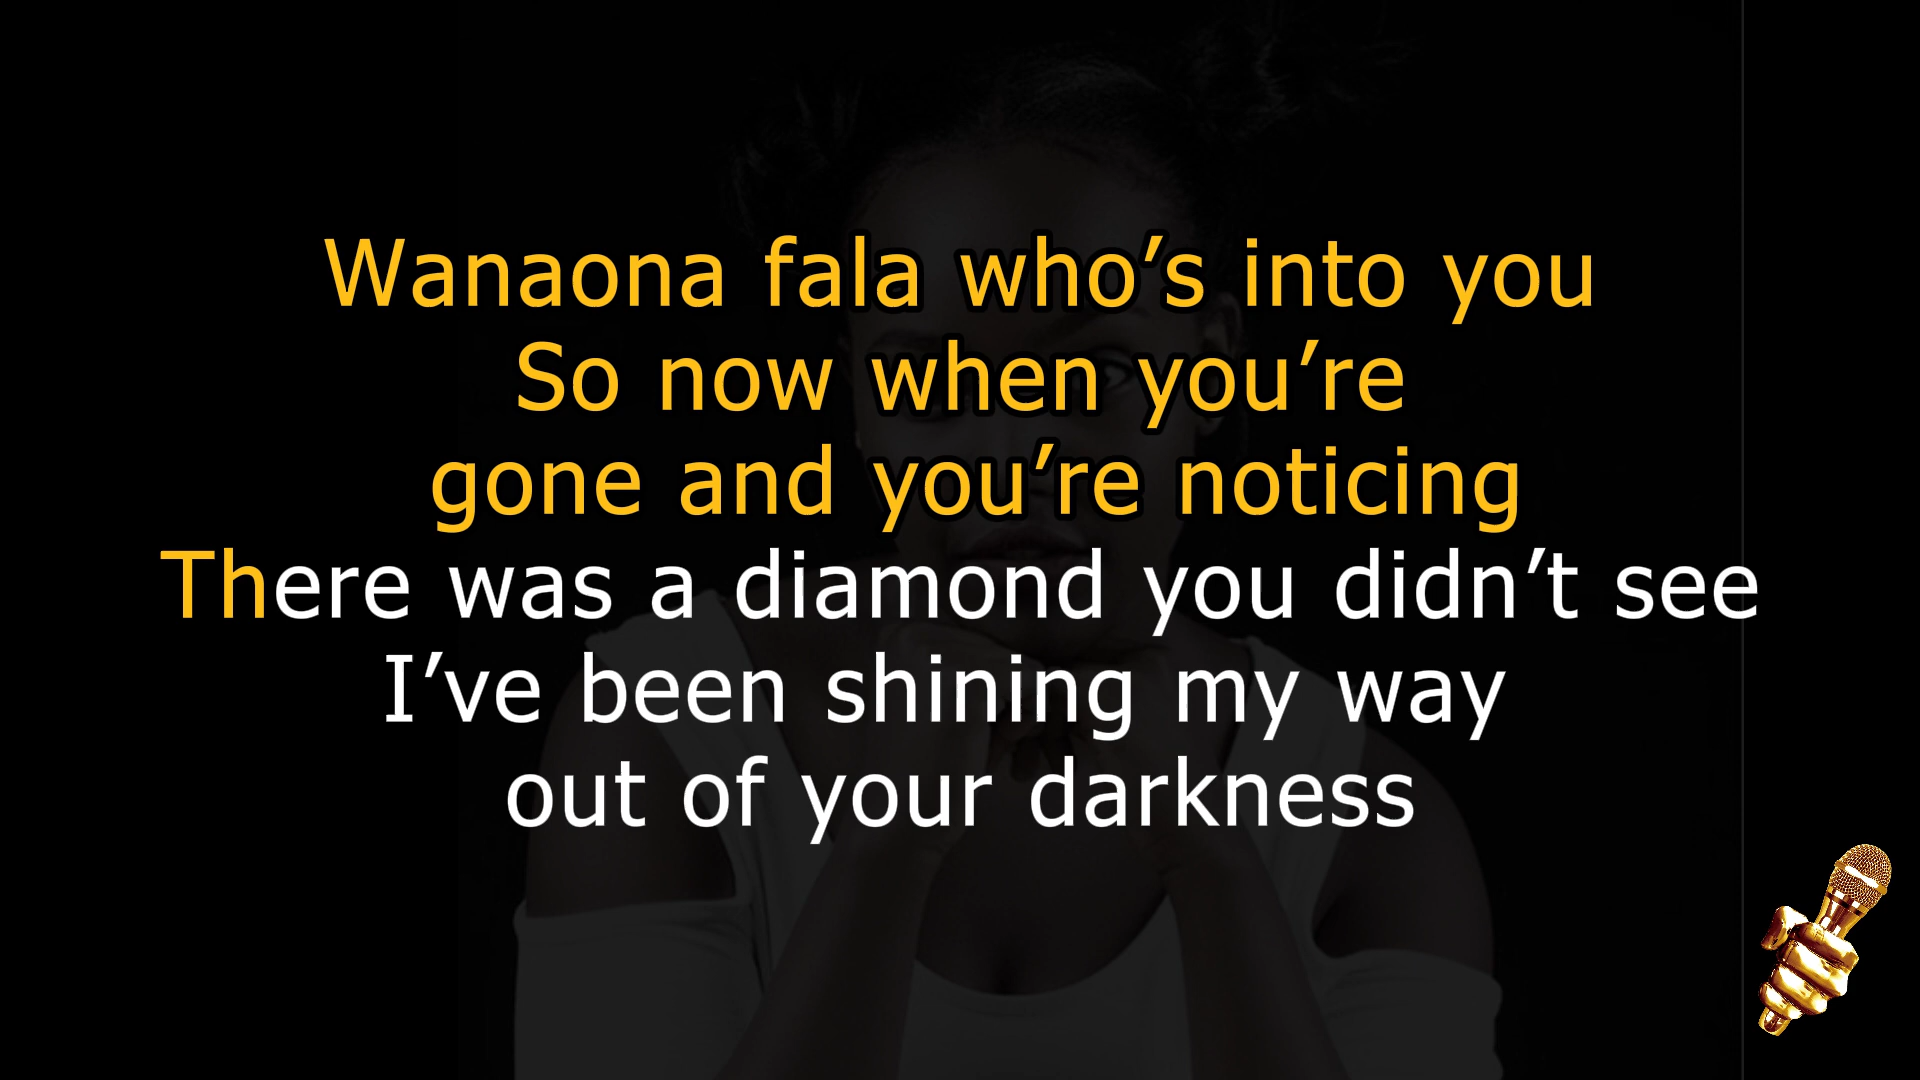 Wanaona fala who’s into you
So now when you’re
gone and you’re noticing
There was a diamond you didn’t see
I’ve been shining my way
out of your darkness